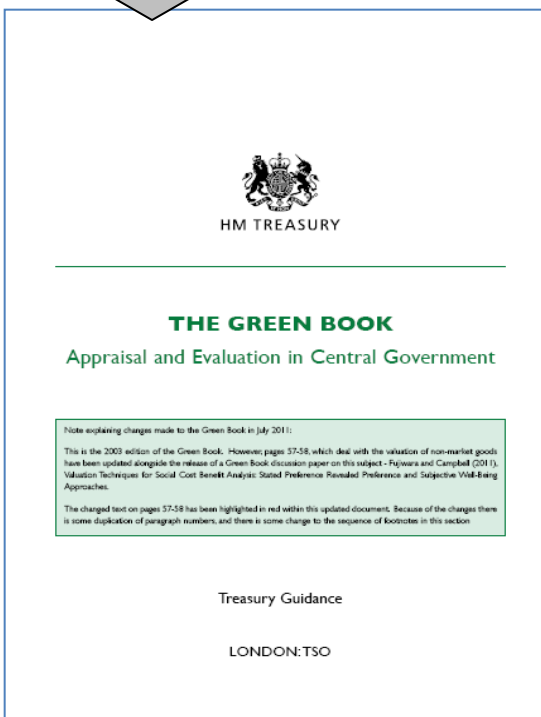 HM TREASURY
THE GREEN BOOK
Appraisal and Evaluation in Central Government
Note explaining changes made to the Green Book in July 2011:
This is the 2003 edition of the Green Book. However, pages 57-58, which deal with the valuation of non-market goods
have been updated alongside the release of a Green Book discussion paper on this subject - Fujiwara and Campbell (2011),
Valuation Techniques for Social Cost Benefit Analysis: Stated Preference Revealed Preference and Subjective Well-Being
Approaches.
The changed text on pages 57-58 has been highlighted in red within this updated document. Because of the changes there
is some duplication of paragraph numbers, and there is some change to the sequence of footnotes in this section
Treasury Guidance
LONDON:TSO